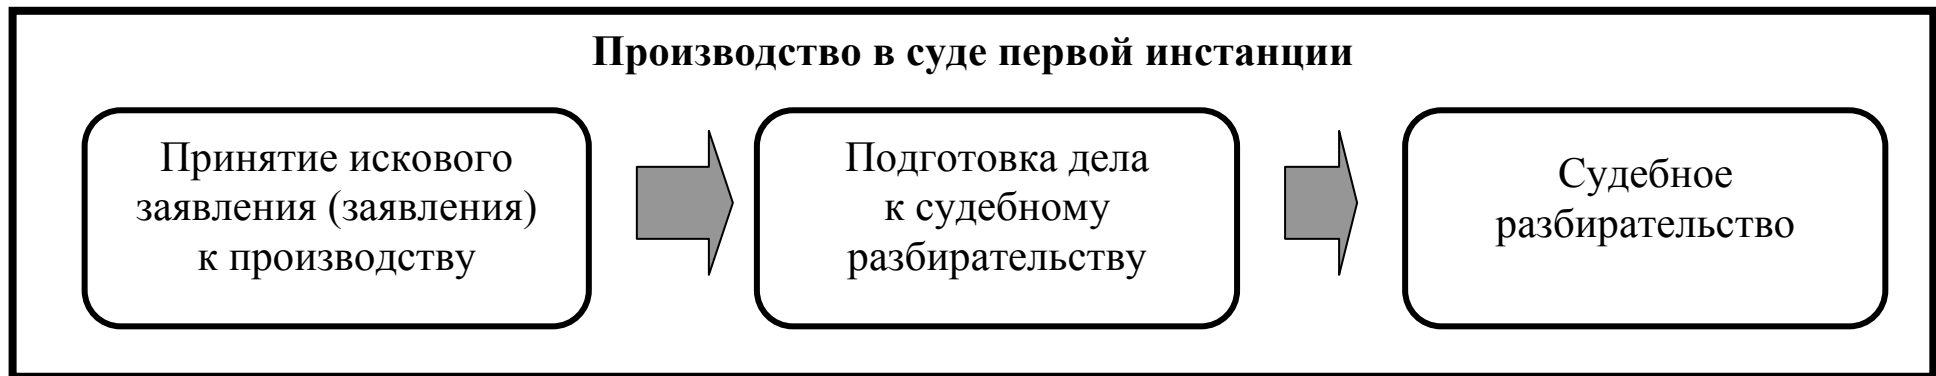 Производство в суде первой инстанции
Принятие искового
заявления (заявления)
к производству
Подготовка дела
к судебному
разбирательству
Судебное
разбирательство